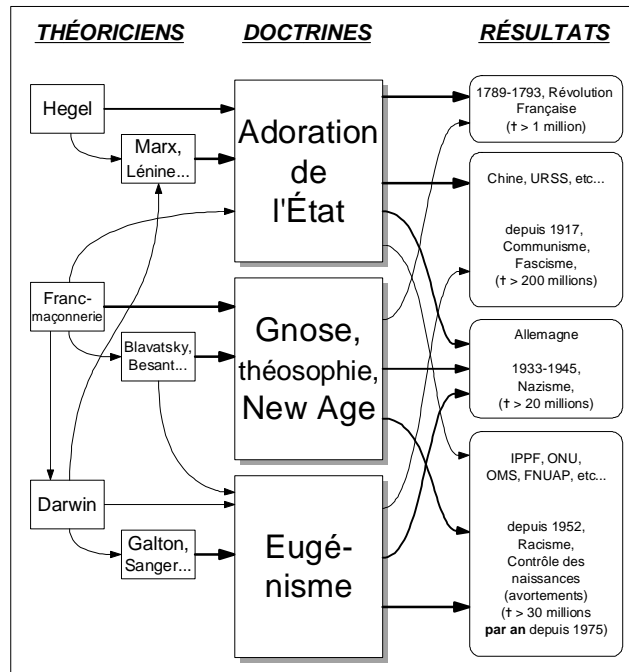 THÉORICIENS
DOCTRINES
RÉSULTATS
Hegel
Marx,
Lénine...
Franc-
maçonnerie
Blavatsky,
Besant...
Darwin
Galton,
Sanger...
Adoration
de
l'État
Gnose,
théosophie,
New Age
Eugé-
nisme
1789-1793, Révolution
Française
(† > 1 million)
Chine, URSS, etc...
depuis 1917,
Communisme,
Fascisme,
(† > 200 millions)
Allemagne
1933-1945,
Nazisme,
(† > 20 millions)
IPPF, ONU,
OMS, FNUAP, etc...
depuis 1952,
Racisme,
Contrôle des
naissances
(avortements)
(† > 30 millions
par an depuis 1975)